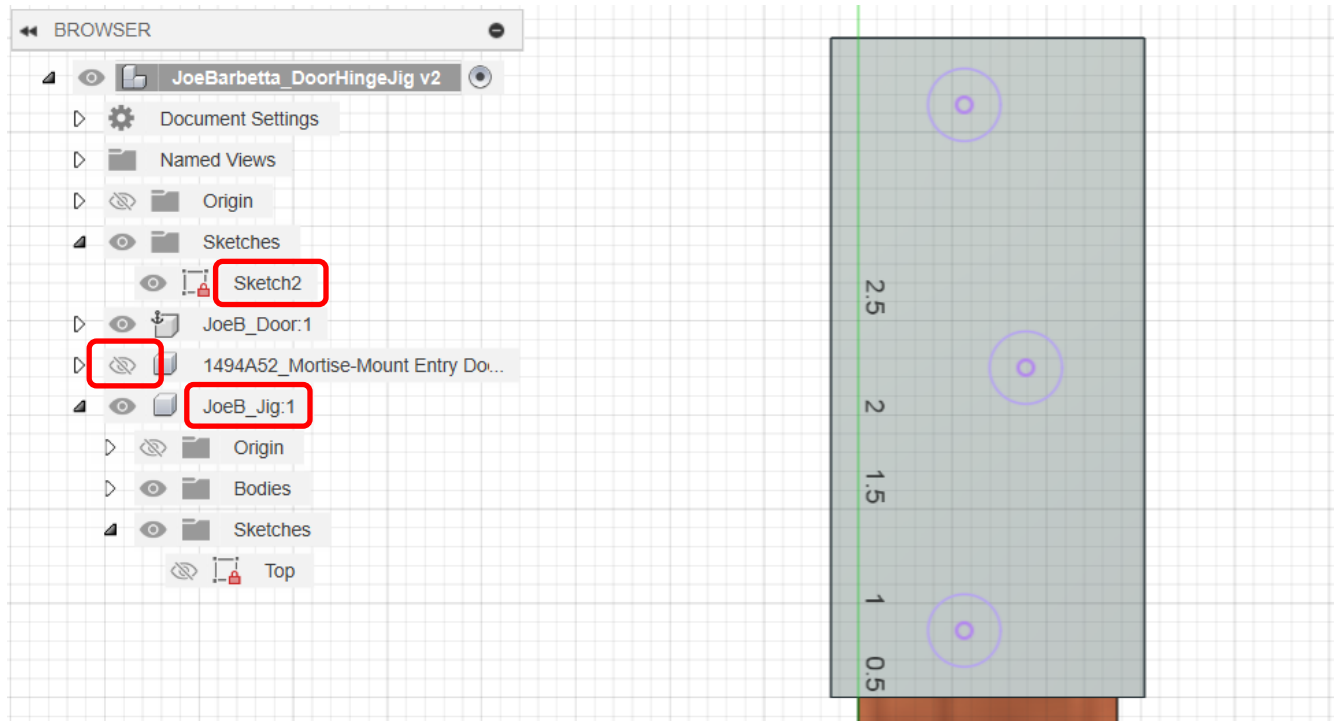 BROWSER
JoeBarbetta_DoorHingeJig v2
Document Settings
Named Views
Origin
Sketches
Sketch2
JoeB_Door:1
1494A52_Mortise-Mount Entry Do...
JoeB_Jig:1
Origin
Bodies
Sketches
Top
2.5
2
1.5
1
0.5